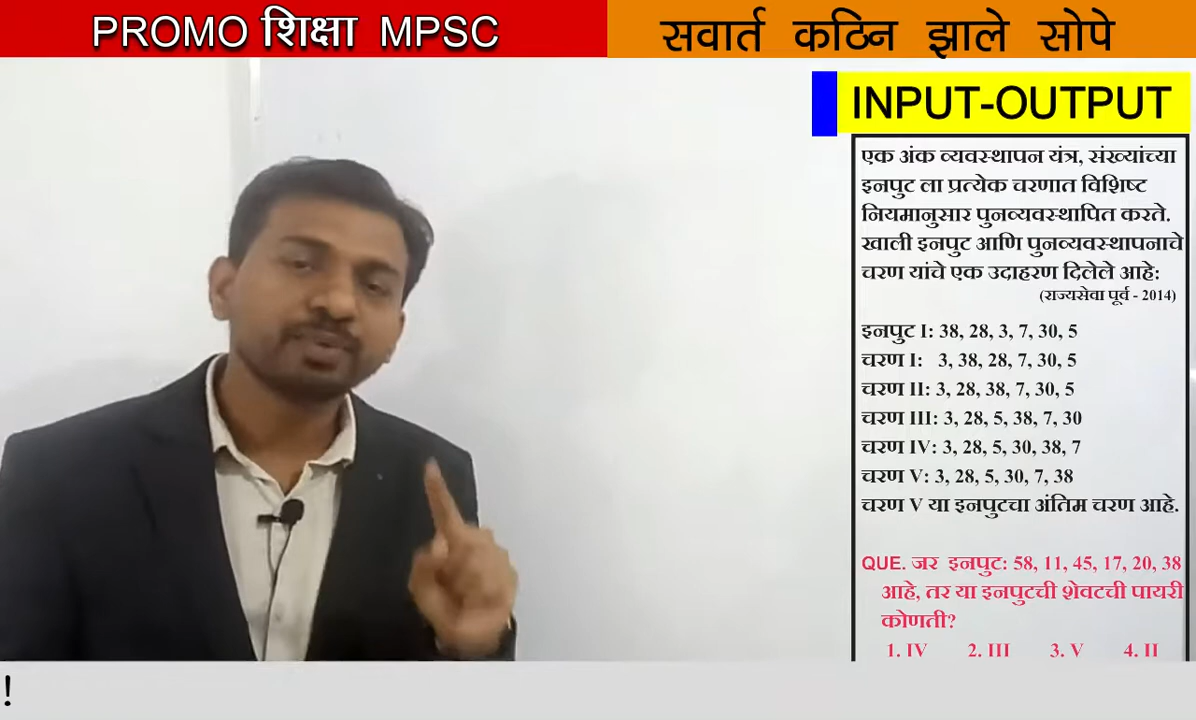 PROMO शिक्षा MPSC
सवार्त कठिन झाले सोपे
INPUT-OUTPUT
एक अंक व्यवस्थापन यंत्र, संख्यांच्या
इनपुट ला प्रत्येक चरणात विशिष्ट
नियमानुसार पुनव्यवस्थापित करते.
खाली इनपुट आणि पुनव्यवस्थापनाचे
चरण यांचे एक उदाहरण दिलेले आहे:
(राज्यसेवा पूर्व - 2014)
इनपुट I: 38, 28, 3, 7, 30, 5
चरण I: 3, 38, 28, 7, 30, 5
चरण II: 3, 28, 38, 7, 30, 5
चरण III: 3, 28, 5, 38, 7, 30
चरण IV: 3, 28, 5, 30, 38, 7
चरण V: 3, 28, 5, 30, 7, 38
चरण V या इनपुटचा अंतिम चरण आहे.
QUE. जर इनपुट: 58, 11, 45, 17, 20, 38
आहे, तर या इनपुटची शेवटची पायरी
कोणती?
1. IV 2. III 3. V 4. II
!